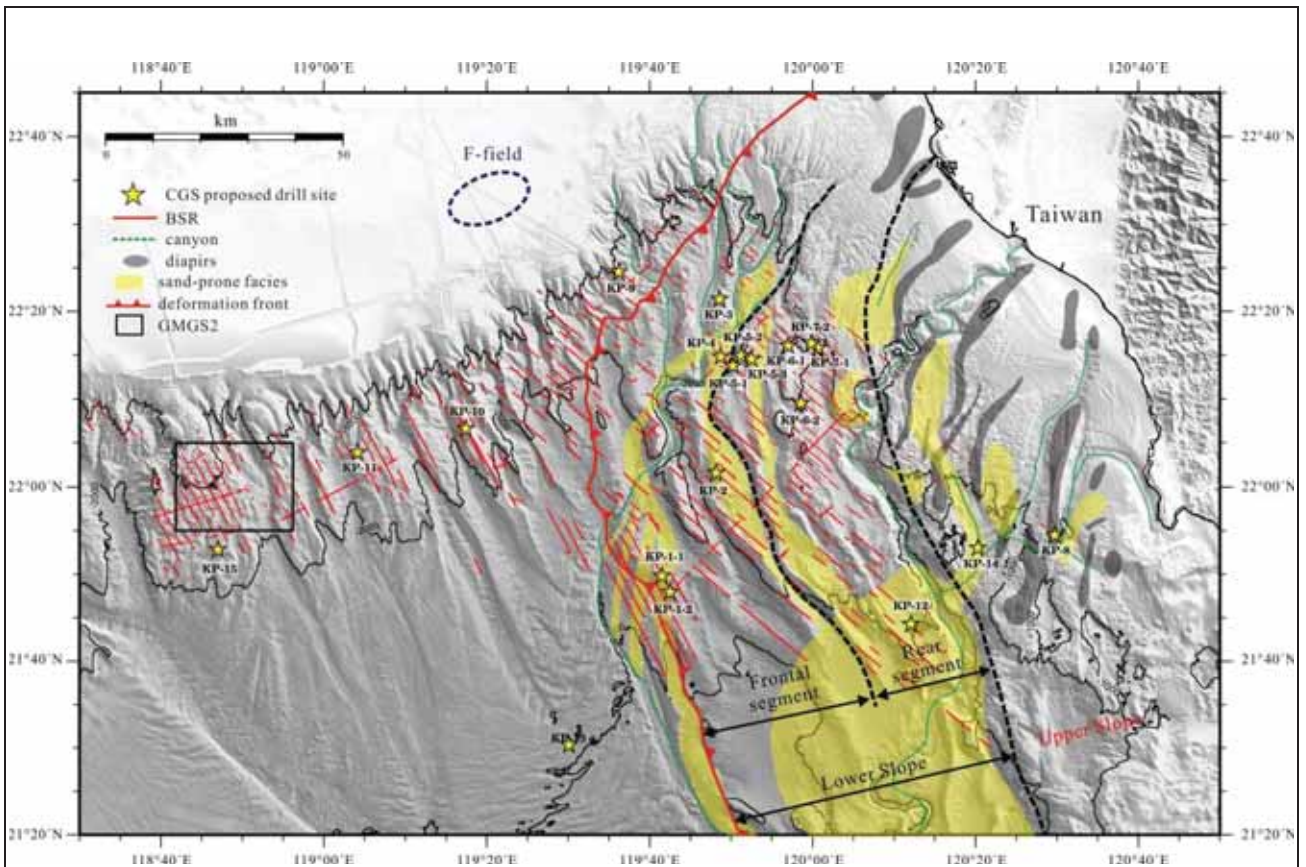 118°40´E 119°00´E 119°20´E 119°40´E 120°00´E 120°20´E 120°40´E
22°40´N 22°40´N
km
0 50
F-field
CGS proposed drill site
BSR
canyon
diapirs
sand-prone facies
deformation front
GMGS2
Taiwan
KP-9
22°20´N 22°20´N
KP-3
KP-7-2
KP-4
KP-6-1
KP-5-1
KP-6-2
KP-10
KP-11
22°00´N 22°00´N
KP-2
KP-15
KP-1-1
KP-1-2
KP-14
KP-8
KP-12
21°40´N 21°40´N
Frontal
segment
Rear
segment
Upper Slope
Lower Slope
21°20´N 21°20´N
118°40´E 119°00´E 119°20´E 119°40´E 120°00´E 120°20´E 120°40´E